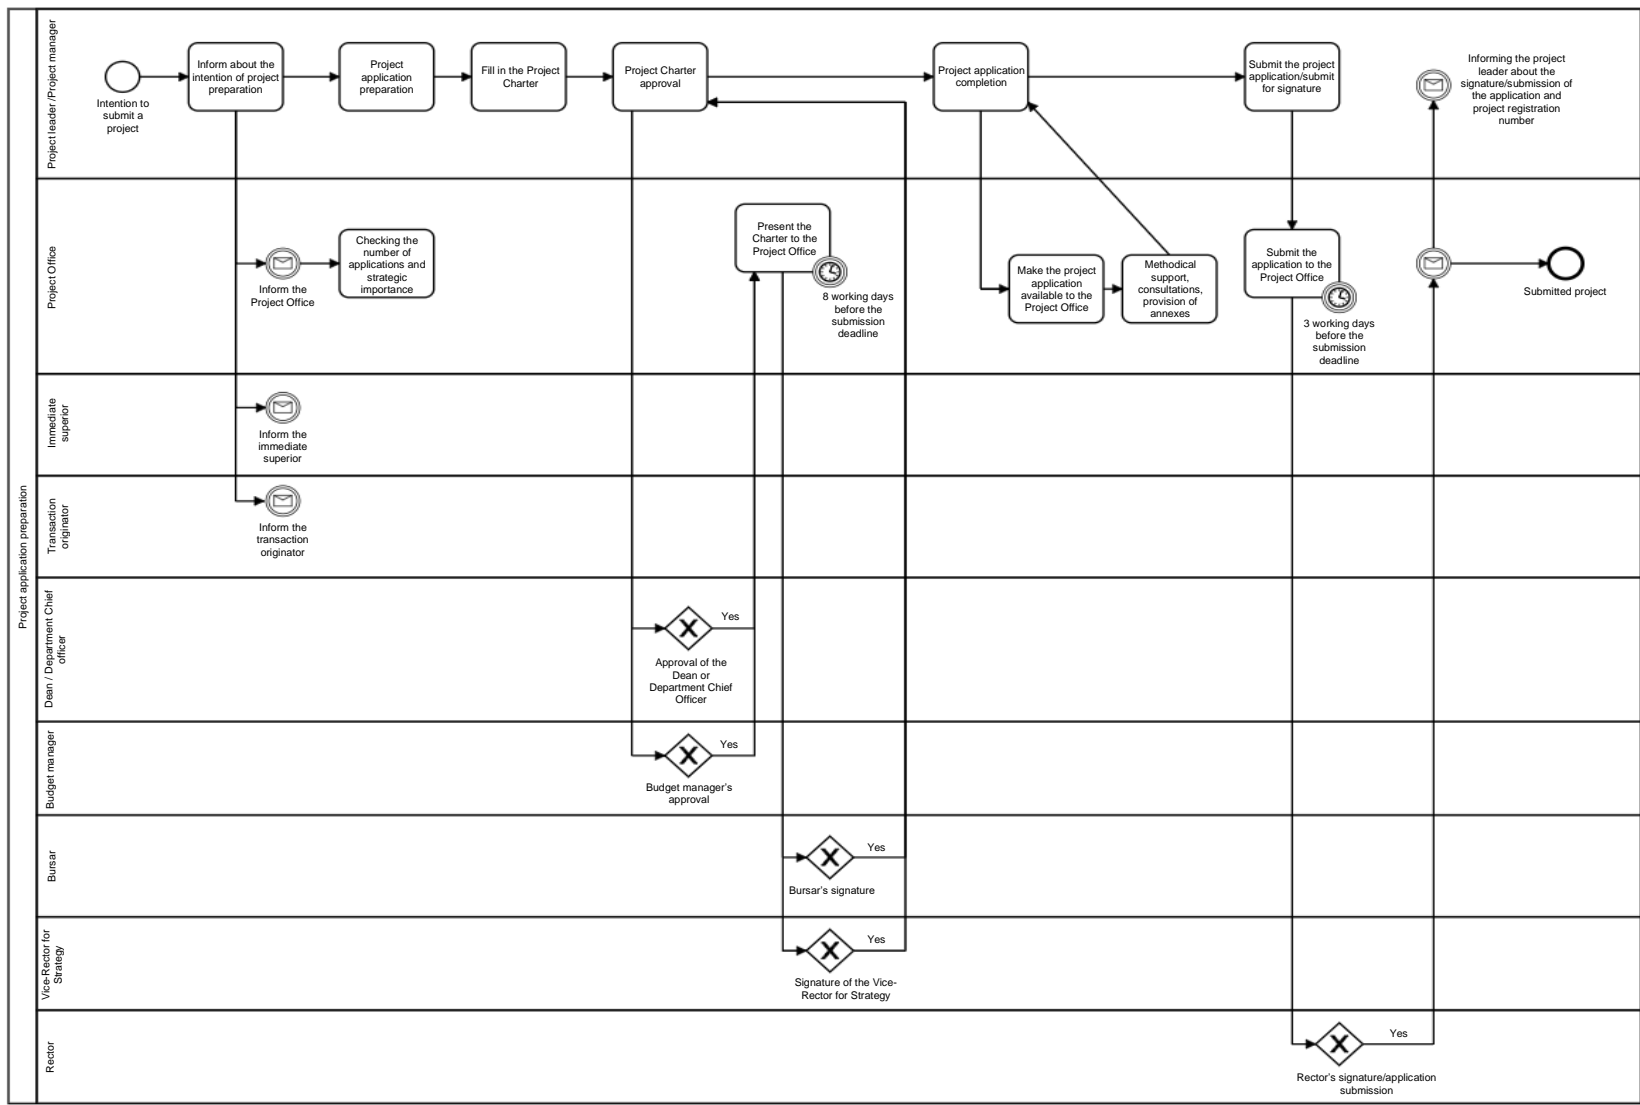 Project application preparation
Project leader /Project manager
Intention to
submit a
project
Inform about the
intention of project
preparation
Project
application
preparation
Fill in the Project
Charter
Project Charter
approval
Project application
completion
Submit the project
application/submit
for signature
Informing the project
leader about the
signature/submission of
the application and
project registration
number
Project Office
Inform the
Project Office
Checking the
number of
applications and
strategic
importance
Present the
Charter to the
Project Office
8 working days
before the
submission
deadline
Make the project
application
available to the
Project Office
Methodical
support,
consultations,
provision of
annexes
Submit the
application to the
Project Office
3 working days
before the
submission
deadline
Submitted project
Immediate
superior
Inform the
immediate
superior
Transaction
originator
Inform the
transaction
originator
Dean / Department Chief
officer
Yes
Approval of the
Dean or
Department Chief
Officer
Budget manager
Yes
Budget manager's
approval
Bursar
Yes
Bursar's signature
Vice-Rector for
Strategy
Yes
Signature of the Vice-
Rector for Strategy
Rector
Yes
Rector's signature/application
submission